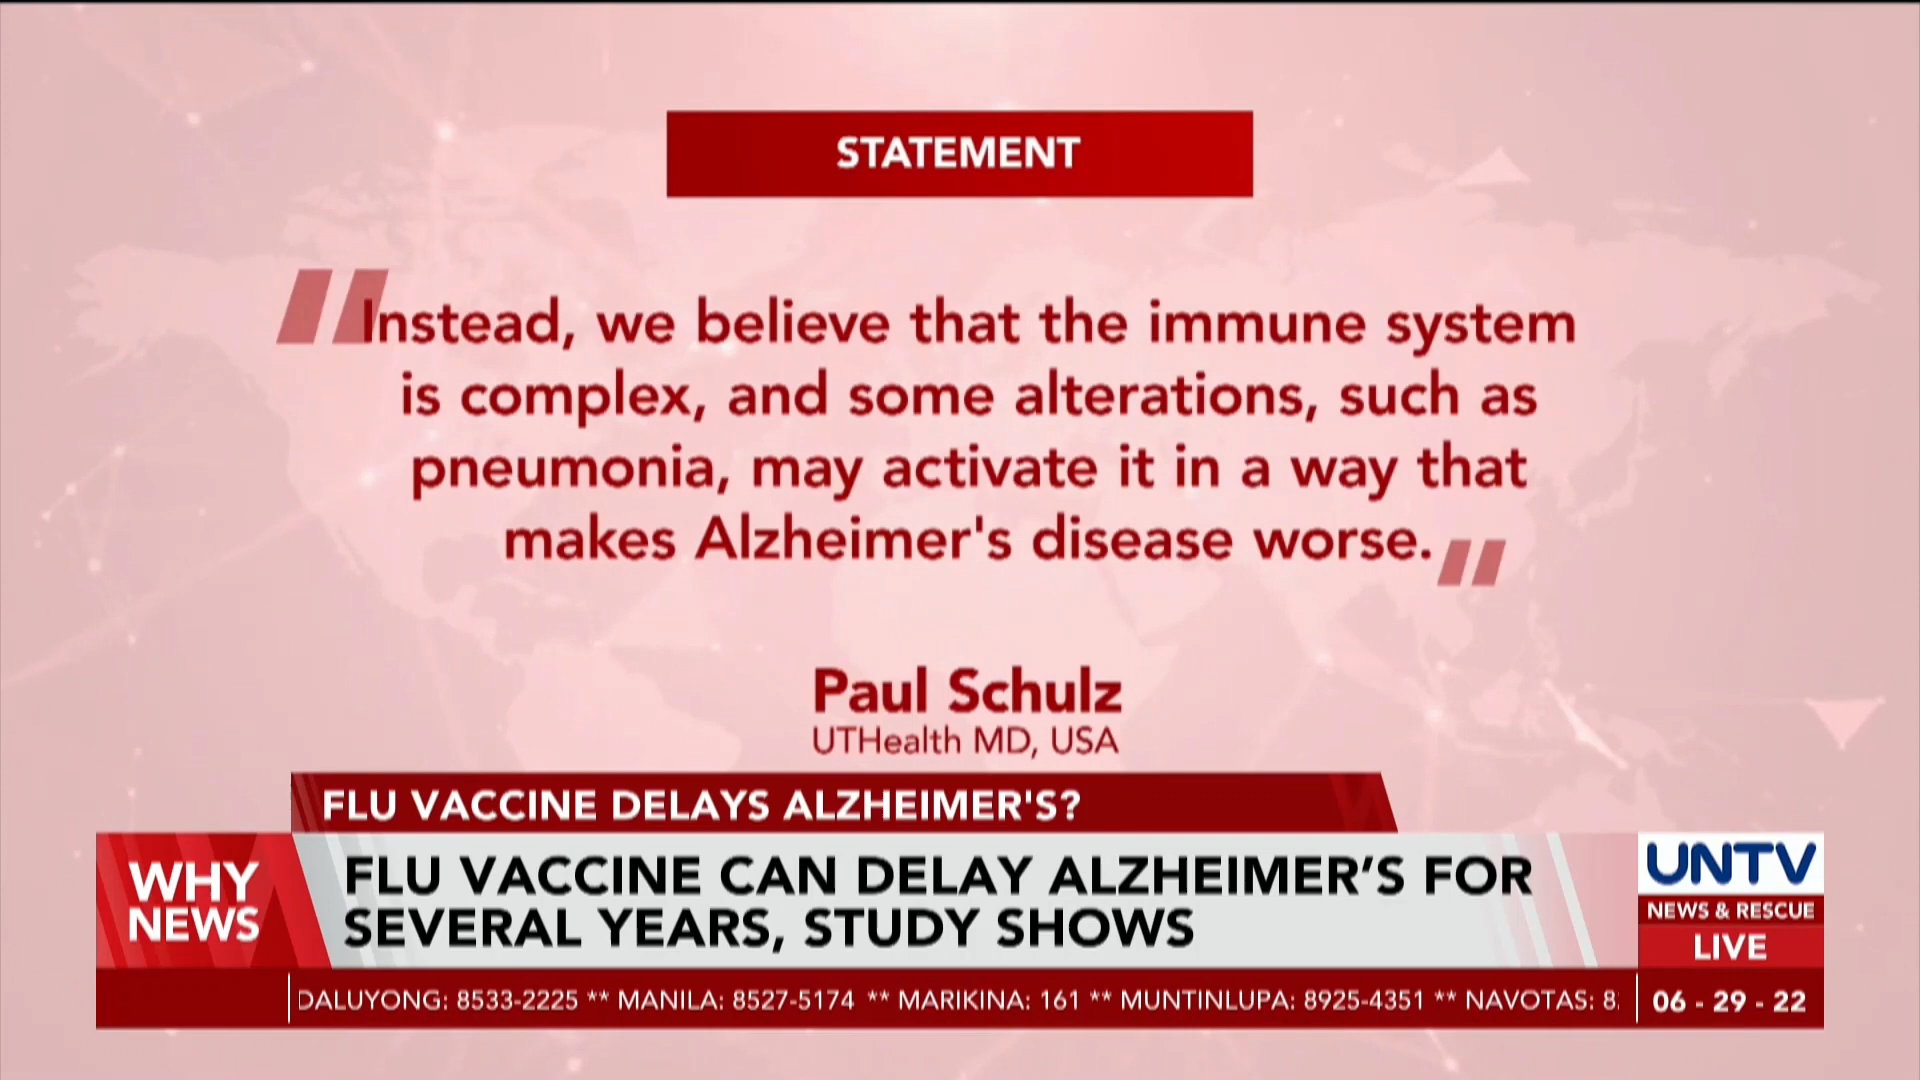 STATEMENT
"Instead, we believe that the immune system
is complex, and some alterations, such as
pneumonia, may activate it in a way that
makes Alzheimer's disease worse."
Paul Schulz
UTHealth MD, USA
FLU VACCINE DELAYS ALZHEIMER'S?
WHY
NEWS
FLU VACCINE CAN DELAY ALZHEIMER’S FOR
SEVERAL YEARS, STUDY SHOWS
UNTV
NEWS & RESCUE
LIVE
DALUYONG: 8533-2225 ** MANILA: 8527-5174 ** MARIKINA: 161 ** MUNTINLUPA: 8925-4351 ** NAVOTAS: 8
06 - 29 - 22